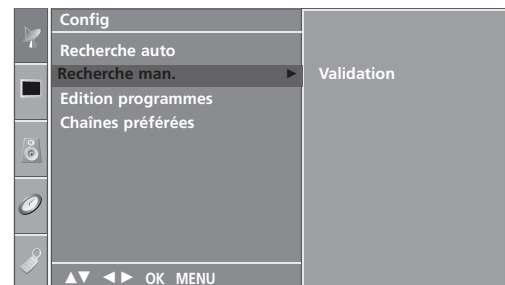 Config
Recherche auto
Recherche man. ► Validation
Edition programmes
Chaînes préférées
▲▼ ◄► OK MENU